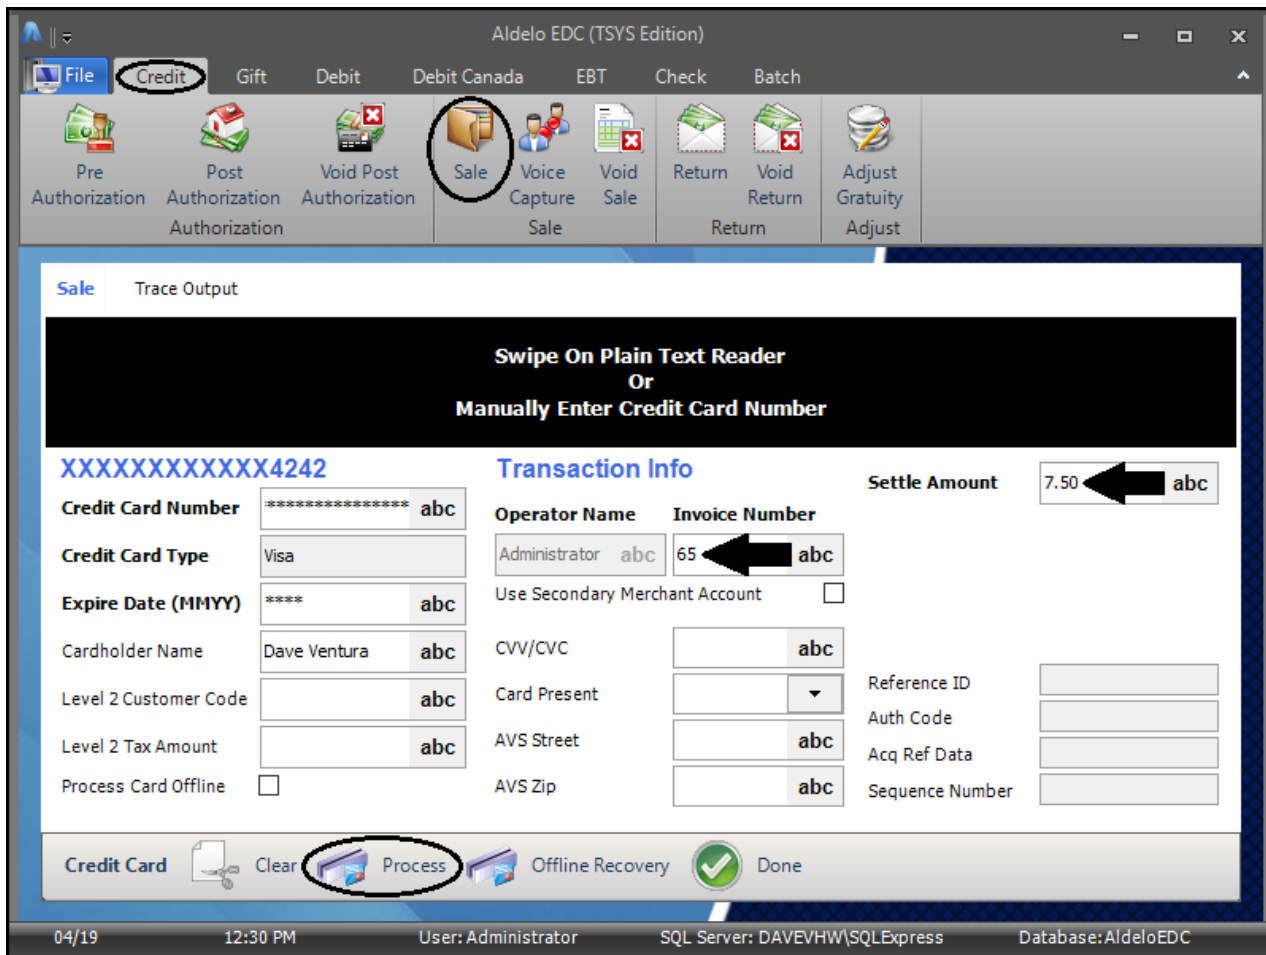 Aldelo EDC (TSYS Edition)
File Credit Gift Debit Debit Canada EBT Check Batch
Pre Authorization
Post Authorization
Void Post Authorization
Authorization
Sale
Voice Capture
Void Sale
Sale
Return
Void Return
Return
Adjust Gratuity
Adjust
Sale Trace Output
Swipe On Plain Text Reader
Or
Manually Enter Credit Card Number
XXXXXXXXXXXX4242
Credit Card Number *************** abc
Credit Card Type Visa
Expire Date (MMYY) **** abc
Cardholder Name Dave Ventura abc
Level 2 Customer Code abc
Level 2 Tax Amount abc
Process Card Offline
Transaction Info
Operator Name Invoice Number
Administrator abc 65 abc
Use Secondary Merchant Account
CVV/CVC abc
Card Present
AVS Street abc
AVS Zip abc
Settle Amount 7.50 abc
Reference ID
Auth Code
Acq Ref Data
Sequence Number
Credit Card Clear Process Offline Recovery Done
04/19 12:30 PM User: Administrator SQL Server: DAVEVHW\SQLExpress Database:AldeloEDC